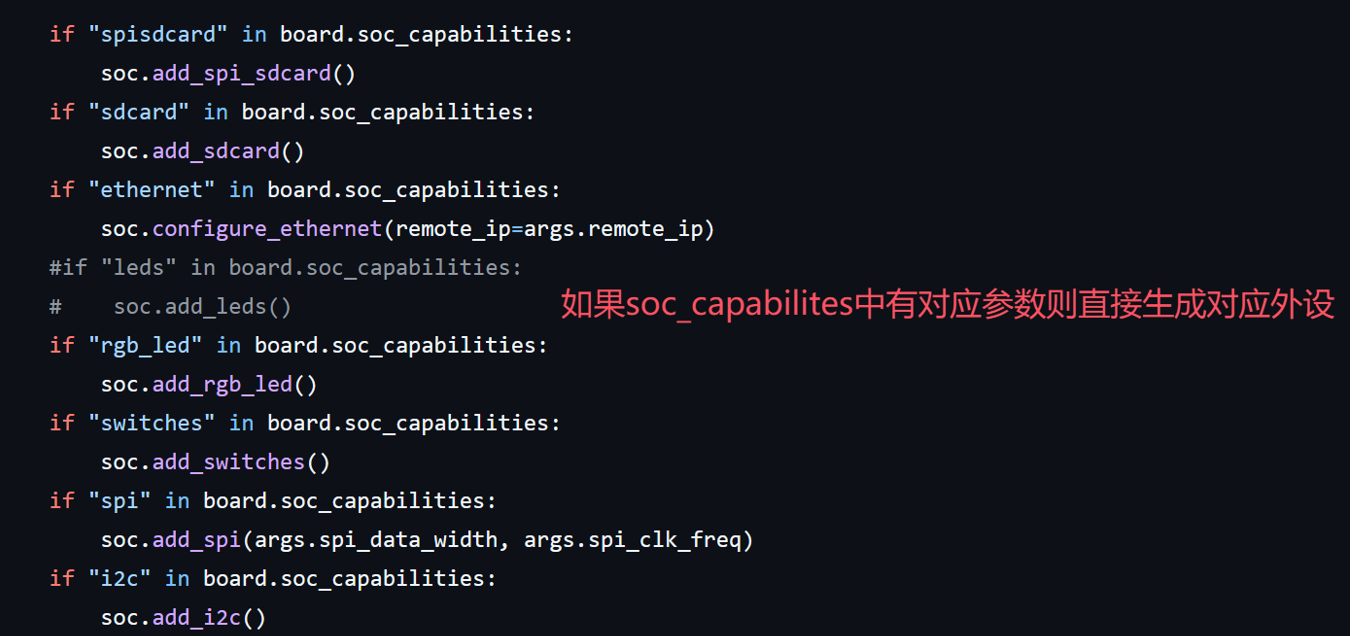 if "spisdcard" in board.soc_capabilities:
    soc.add_spi_sdcard()
if "sdcard" in board.soc_capabilities:
    soc.add_sdcard()
if "ethernet" in board.soc_capabilities:
    soc.configure_ethernet(remote_ip=args.remote_ip)
#if "leds" in board.soc_capabilities:
#    soc.add_leds()
如果soc_capabilites中有对应参数则直接生成对应外设
if "rgb_led" in board.soc_capabilities:
    soc.add_rgb_led()
if "switches" in board.soc_capabilities:
    soc.add_switches()
if "spi" in board.soc_capabilities:
    soc.add_spi(args.spi_data_width, args.spi_clk_freq)
if "i2c" in board.soc_capabilities:
    soc.add_i2c()